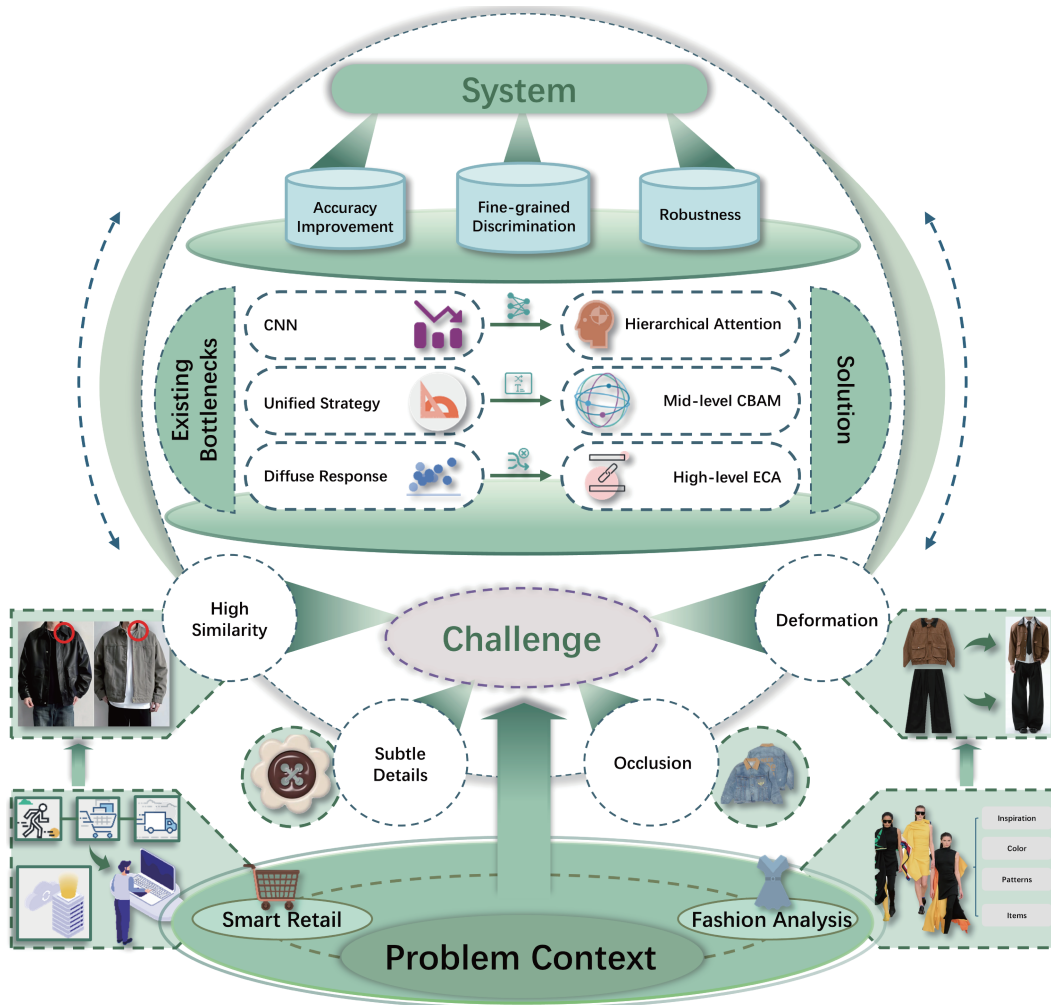 System
Accuracy
Improvement
Fine-grained
Discrimination
Robustness
Existing
Bottlenecks
CNN
Hierarchical Attention
Unified Strategy
Mid-level CBAM
Diffuse Response
High-level ECA
Solution
High
Similarity
Challenge
Deformation
Subtle
Details
Occlusion
Smart Retail
Fashion Analysis
Inspiration
Color
Patterns
Items
Problem Context